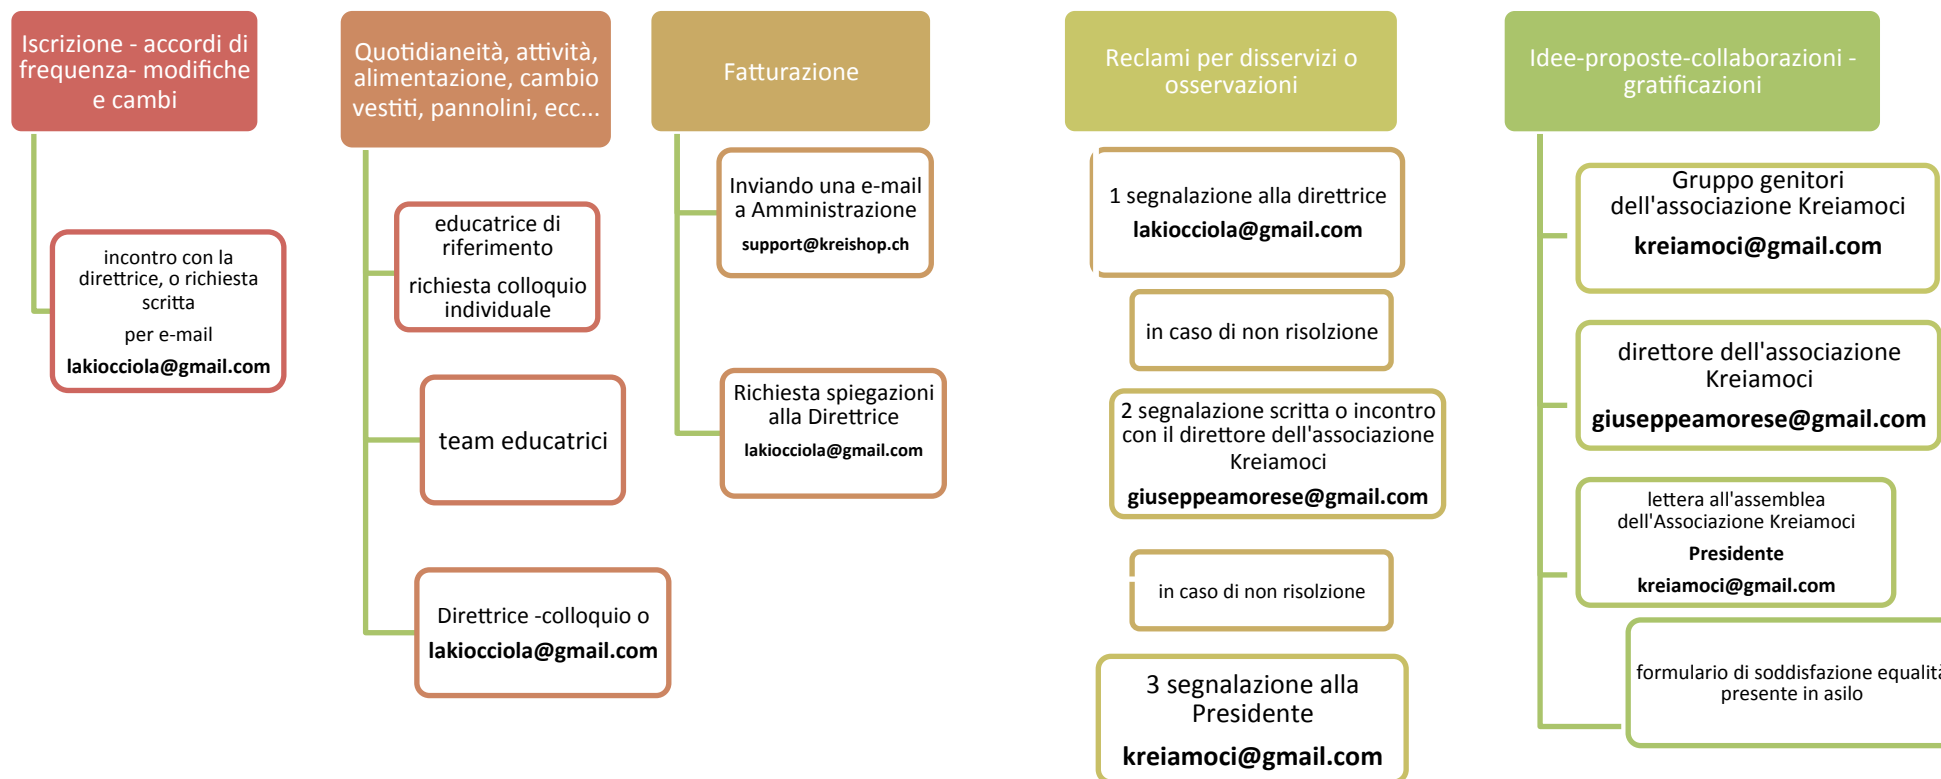 Iscrizione - accordi di
frequenza- modifiche
e cambi
incontro con la
direttrice, o richiesta
scritta
per e-mail
lakiocciola@gmail.com
Quotidianeità, attività,
alimentazione, cambio
vestiti, pannolini, ecc...
educatrice di
riferimento
richiesta colloquio
individuale
team educatrici
Direttrice -colloquio o
lakiocciola@gmail.com
Fatturazione
Inviando una e-mail
a Amministrazione
support@kreishop.ch
Richiesta spiegazioni
alla Direttrice
lakiocciola@gmail.com
Reclami per disservizi o
osservazioni
1 segnalazione alla direttrice
lakiocciola@gmail.com
in caso di non risolzione
2 segnalazione scritta o incontro
con il direttore dell'associazione
Kreiamoci
giuseppeamorese@gmail.com
in caso di non risolzione
3 segnalazione alla
Presidente
kreiamoci@gmail.com
Idee-proposte-collaborazioni -
gratificazioni
Gruppo genitori
dell'associazione Kreiamoci
kreiamoci@gmail.com
direttore dell'associazione
Kreiamoci
giuseppeamorese@gmail.com
lettera all'assemblea
dell'Associazione Kreiamoci
Presidente
kreiamoci@gmail.com
formulario di soddisfazione equalità
presente in asilo